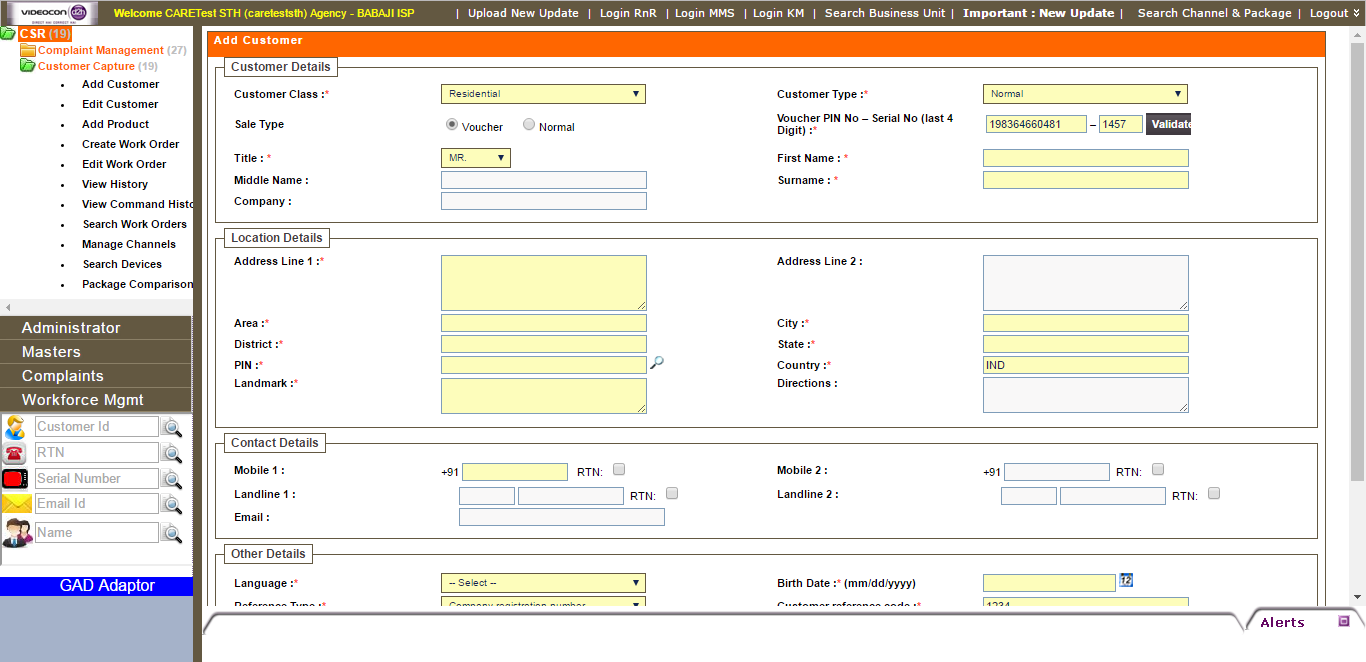 VIDEOCON d2h
Welcome CARETest STH (careteststh) Agency - BABAJI ISP
| Upload New Update | Login RnR | Login MMS | Login KM | Search Business Unit | Important : New Update | Search Channel & Package | Logout
CSR (19)
Complaint Management (27)
Customer Capture (19)
Add Customer
Edit Customer
Add Product
Create Work Order
Edit Work Order
View History
View Command Histo
Search Work Orders
Manage Channels
Search Devices
Package Comparison
Administrator
Masters
Complaints
Workforce Mgmt
Customer Id
RTN
Serial Number
Email Id
Name
GAD Adaptor
Add Customer
Customer Details
Customer Class :* Residential Customer Type :* Normal
Sale Type Voucher Normal Voucher PIN No – Serial No (last 4 Digit) :* 198364660481 – 1457 Validate
Title : * MR. First Name : *
Middle Name : Surname : *
Company :
Location Details
Address Line 1 :* Address Line 2 :
Area :* City :*
District :* State :*
PIN :* Country :* IND
Landmark :* Directions :
Contact Details
Mobile 1 : +91 RTN: Mobile 2 : +91 RTN:
Landline 1 : RTN: Landline 2 : RTN:
Email :
Other Details
Language :* -- Select -- Birth Date :* (mm/dd/yyyy) 12
Reference Type :* Company registration number Customer reference code :* 1234
Alerts